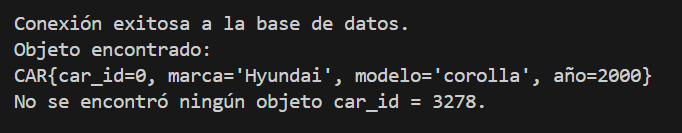 Conexión exitosa a la base de datos.
Objeto encontrado:
CAR{car_id=0, marca='Hyundai', modelo='corolla', año=2000}
No se encontró ningún objeto car_id = 3278.